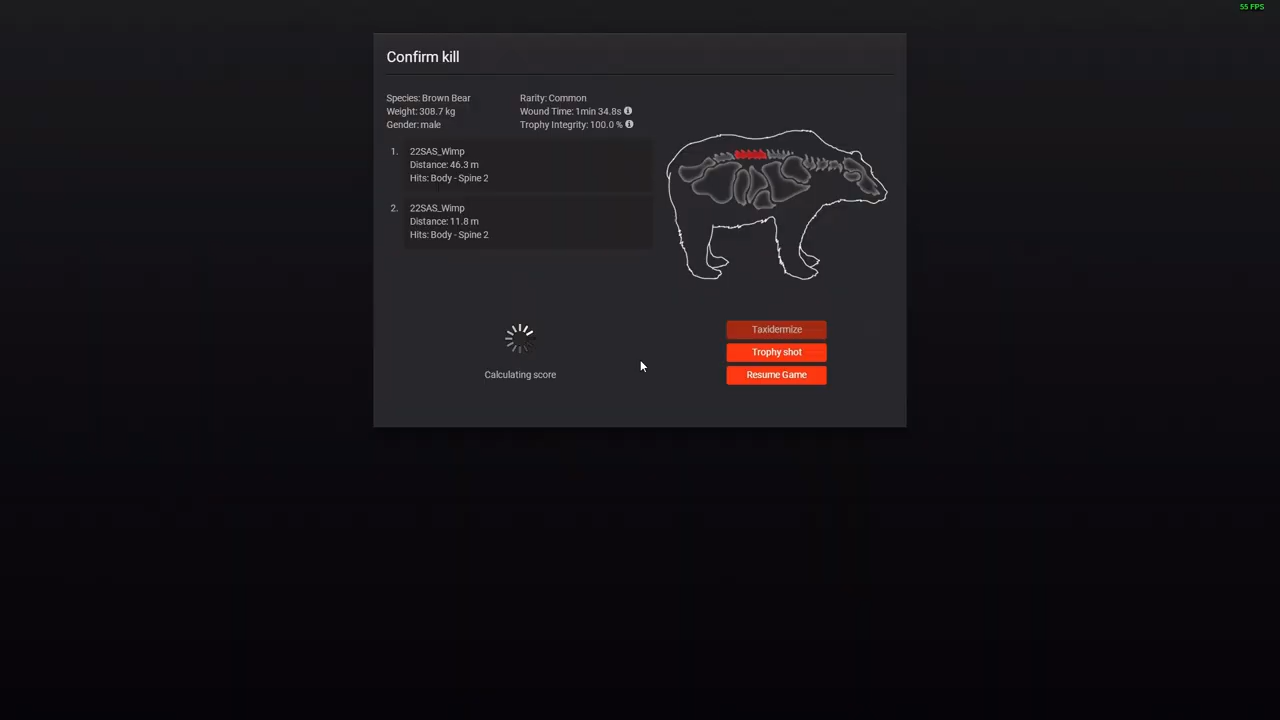 55 FPS
Confirm kill
Species: Brown Bear
Weight: 308.7 kg
Gender: male
Rarity: Common
Wound Time: 1min 34.8s
Trophy Integrity: 100.0 %
1. 22SAS_Wimp
Distance: 46.3 m
Hits: Body - Spine 2
2. 22SAS_Wimp
Distance: 11.8 m
Hits: Body - Spine 2
Calculating score
Taxidermize
Trophy shot
Resume Game